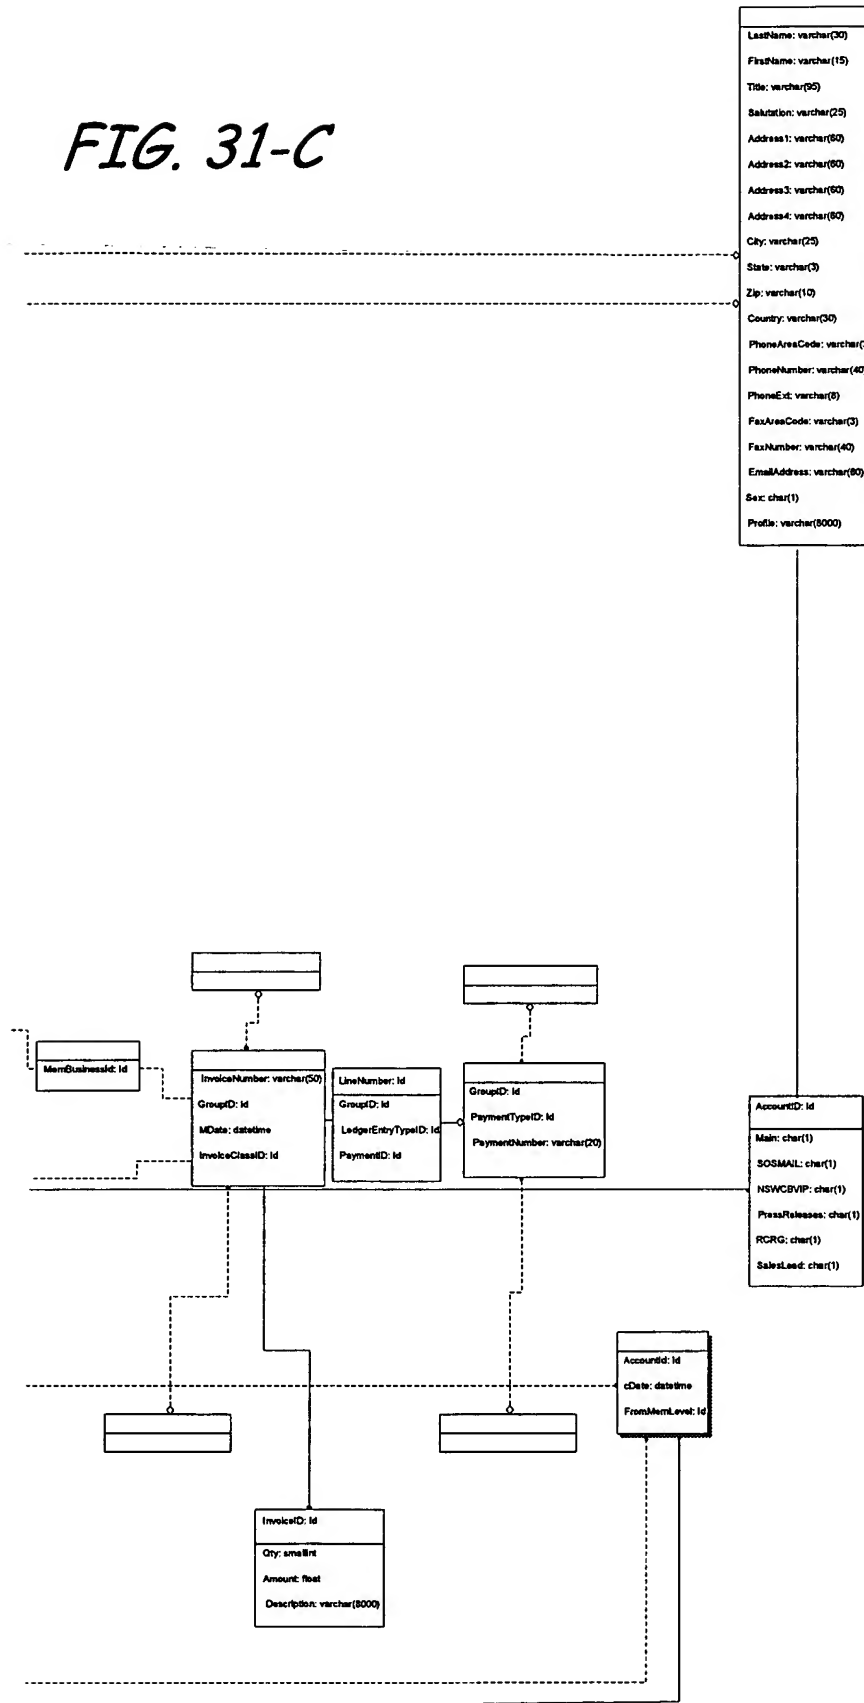 FIG. 31-C
LastName: varchar(30)
FirstName: varchar(15)
Title: varchar(95)
Salutation: varchar(25)
Address1: varchar(60)
Address2: varchar(60)
Address3: varchar(60)
Address4: varchar(60)
City: varchar(25)
State: varchar(3)
Zip: varchar(10)
Country: varchar(30)
PhoneAreaCode: varchar(
PhoneNumber: varchar(40)
PhoneExt: varchar(8)
FaxAreaCode: varchar(3)
FaxNumber: varchar(40)
EmailAddress: varchar(60)
Sex: char(1)
Profile: varchar(8000)
MemBusinessId: Id
InvoiceNumber: varchar(50)
GroupID: Id
MDate: datetime
InvoiceClassID: Id
LineNumber: Id
GroupID: Id
LedgerEntryTypeID: Id
PaymentID: Id
GroupID: Id
PaymentTypeID: Id
PaymentNumber: varchar(20)
AccountID: Id
Main: char(1)
SOSMAIL: char(1)
NSWCBVIP: char(1)
PressReleases: char(1)
RCRG: char(1)
SalesLead: char(1)
AccountId: Id
cDate: datetime
FromMemLevel: Id
InvoiceID: Id
Qty: smallint
Amount: float
Description: varchar(8000)